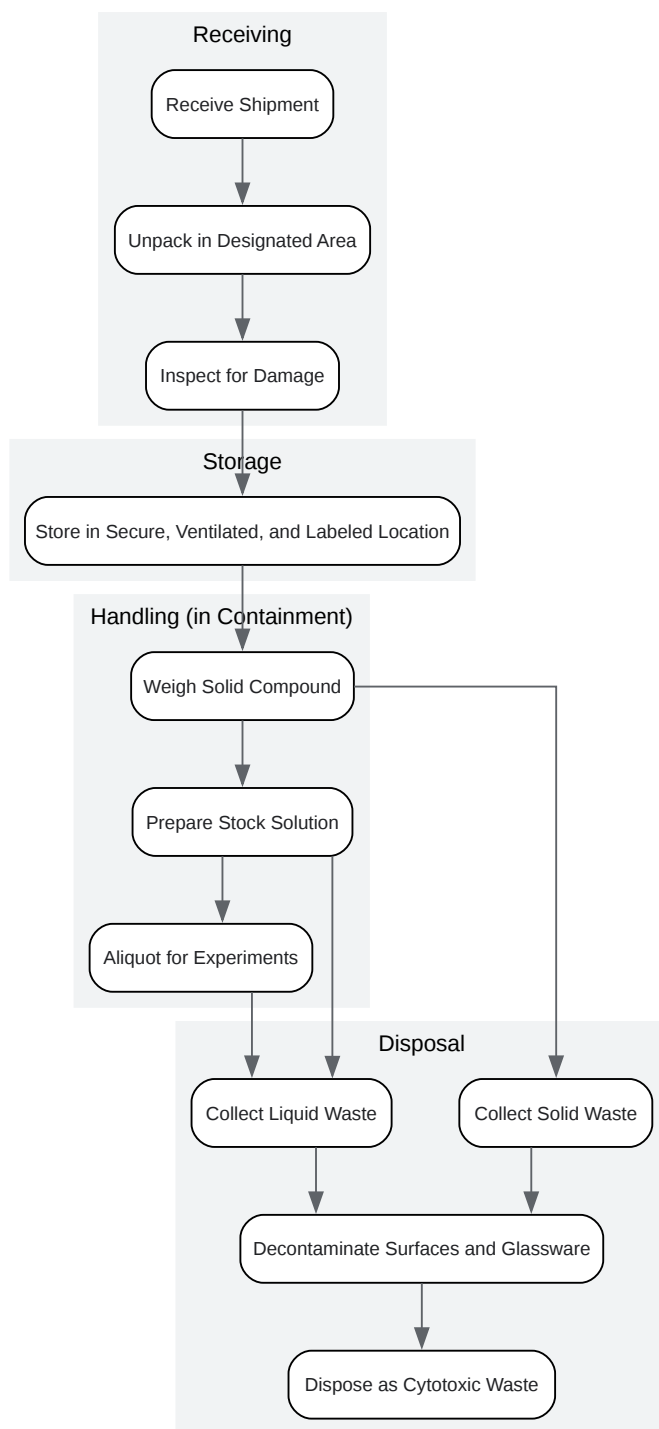 Receiving
Receive Shipment
Unpack in Designated Area
Inspect for Damage
Storage
Store in Secure, Ventilated, and Labeled Location
Handling (in Containment)
Weigh Solid Compound
Prepare Stock Solution
Aliquot for Experiments
Disposal
Collect Liquid Waste
Collect Solid Waste
Decontaminate Surfaces and Glassware
Dispose as Cytotoxic Waste